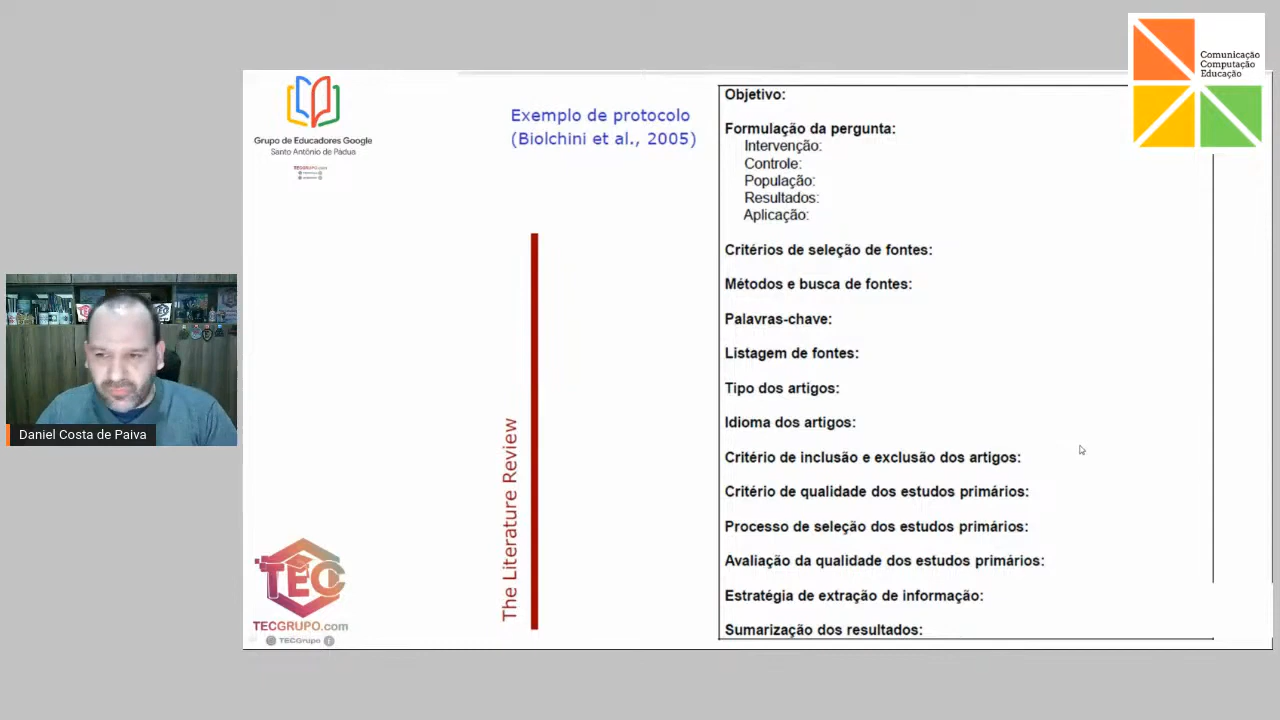 Comunicação
Computação
Educação
Grupo de Educadores Google
Santo Antônio de Pádua
TECGRUPO.com
Exemplo de protocolo
(Biolchini et al., 2005)
Objetivo:
Formulação da pergunta:
Intervenção:
Controle:
População:
Resultados:
Aplicação:
Critérios de seleção de fontes:
Métodos e busca de fontes:
Palavras-chave:
Listagem de fontes:
Tipo dos artigos:
Idioma dos artigos:
Critério de inclusão e exclusão dos artigos:
Critério de qualidade dos estudos primários:
Processo de seleção dos estudos primários:
Avaliação da qualidade dos estudos primários:
Estratégia de extração de informação:
Sumarização dos resultados:
The Literature Review
Daniel Costa de Paiva
TEC
TECGRUPO.com
TECGrupo